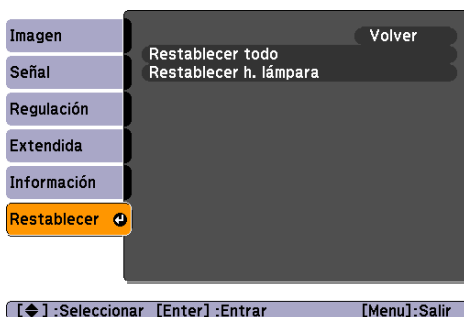 Imagen
Señal
Regulación
Extendida
Información
Restablecer
Volver
Restablecer todo
Restablecer h. lámpara
[◆] :Seleccionar [Enter] :Entrar [Menu]:Salir